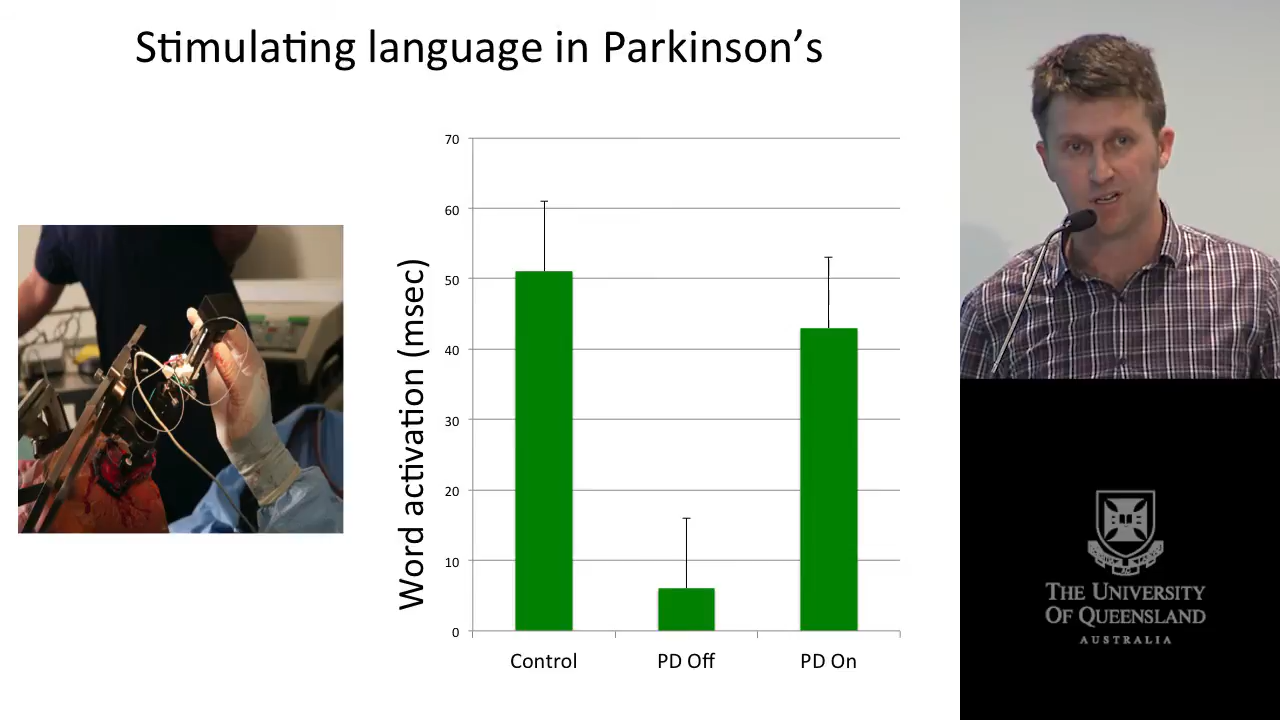 Stimulating language in Parkinson’s
Word activation (msec)
70
60
50
40
30
20
10
0
Control
PD Off
PD On
THE UNIVERSITY
OF QUEENSLAND
AUSTRALIA